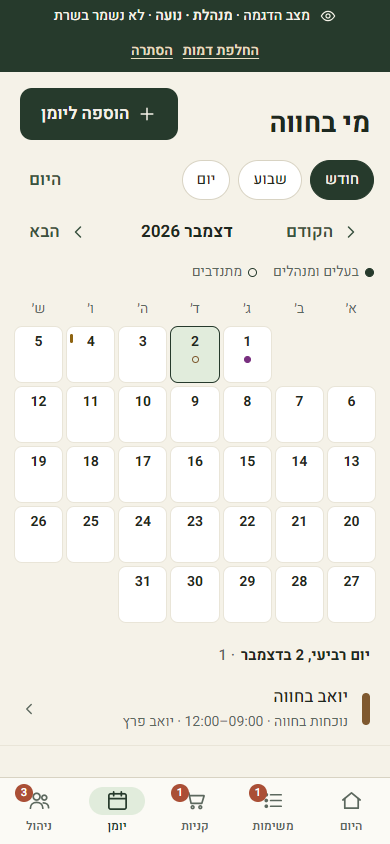 מצב הדגמה · מנהלת · נועה · לא נשמר בשרת
החלפת דמות הסתרה
מי בחווה
+ הוספה ליומן
חודש שבוע יום היום
הקודם דצמבר 2026 הבא
בעלים ומנהלים מתנדבים
א׳ ב׳ ג׳ ד׳ ה׳ ו׳ ש׳
1 2 3 4 5
6 7 8 9 10 11 12
13 14 15 16 17 18 19
20 21 22 23 24 25 26
27 28 29 30 31
יום רביעי, 2 בדצמבר · 1
יואב בחווה
נוכחות בחווה · 09:00–12:00 · יואב פרץ
1 1 3
היום משימות קניות יומן ניהול